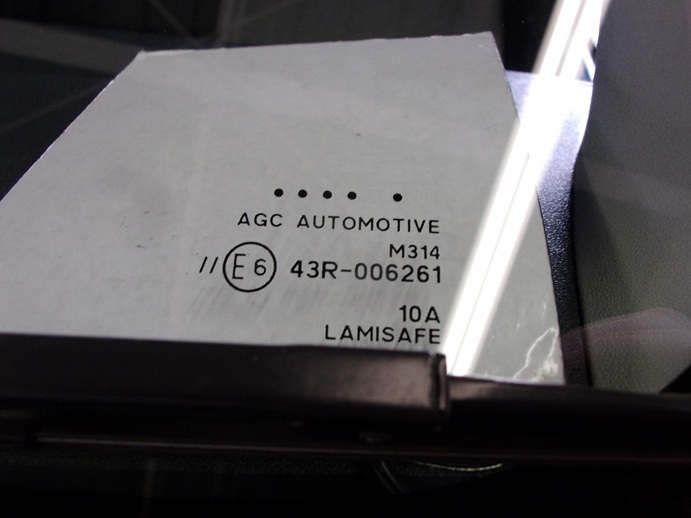 AGC AUTOMOTIVE
M314
// E6 43R-006261
10A
LAMISAFE